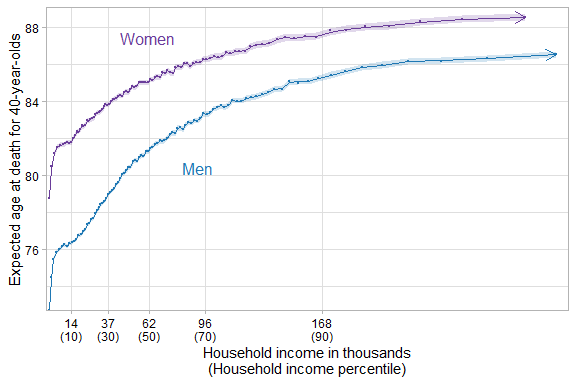 Expected age at death for 40-year-olds
88
84
80
76
Women
Men
14 37 62 96 168
(10) (30) (50) (70) (90)
Household income in thousands
(Household income percentile)